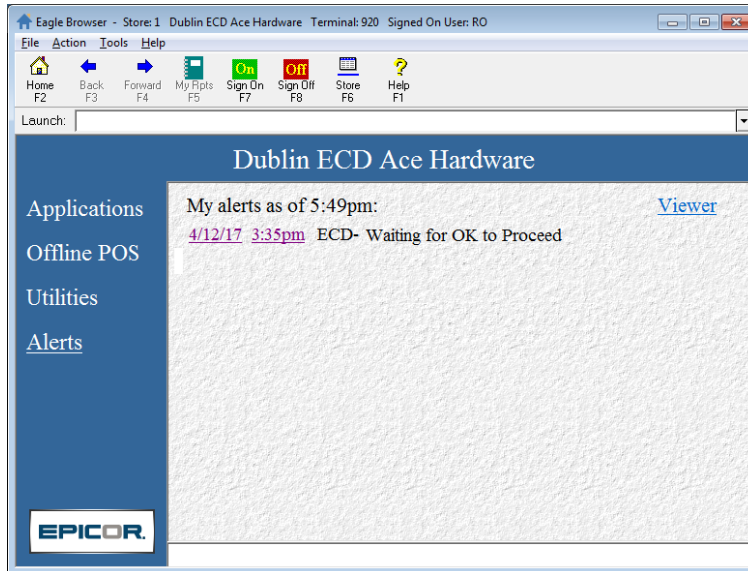 Eagle Browser - Store: 1 Dublin ECD Ace Hardware Terminal: 920 Signed On User: RO
File Action Tools Help
On Off ?
Home Back Forward My Rpts Sign On Sign Off Store Help
F2 F3 F4 F5 F7 F8 F6 F1
Launch:
Dublin ECD Ace Hardware
Applications
Offline POS
Utilities
Alerts
My alerts as of 5:49pm: Viewer
4/12/17 3:35pm ECD- Waiting for OK to Proceed
EPICOR.